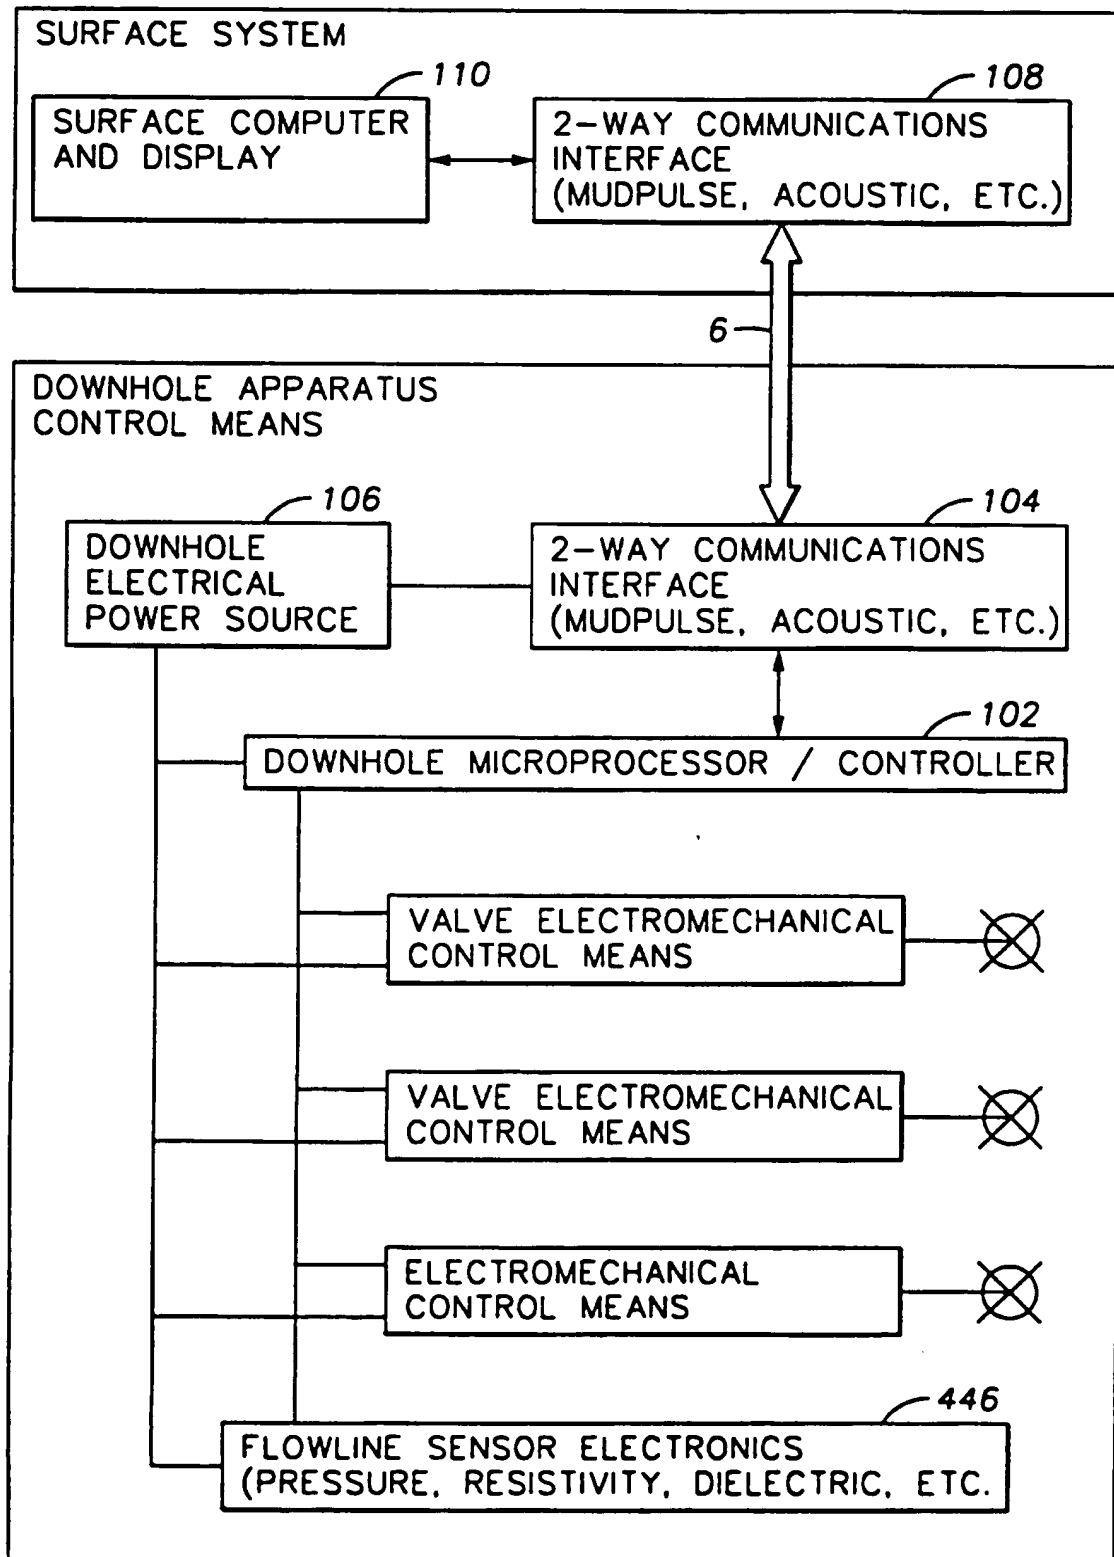 SURFACE SYSTEM
110
SURFACE COMPUTER
AND DISPLAY
108
2-WAY COMMUNICATIONS
INTERFACE
(MUDPULSE, ACOUSTIC, ETC.)
6
DOWNHOLE APPARATUS
CONTROL MEANS
106
DOWNHOLE
ELECTRICAL
POWER SOURCE
104
2-WAY COMMUNICATIONS
INTERFACE
(MUDPULSE, ACOUSTIC, ETC.)
102
DOWNHOLE MICROPROCESSOR / CONTROLLER
VALVE ELECTROMECHANICAL
CONTROL MEANS
VALVE ELECTROMECHANICAL
CONTROL MEANS
ELECTROMECHANICAL
CONTROL MEANS
446
FLOWLINE SENSOR ELECTRONICS
(PRESSURE, RESISTIVITY, DIELECTRIC, ETC.